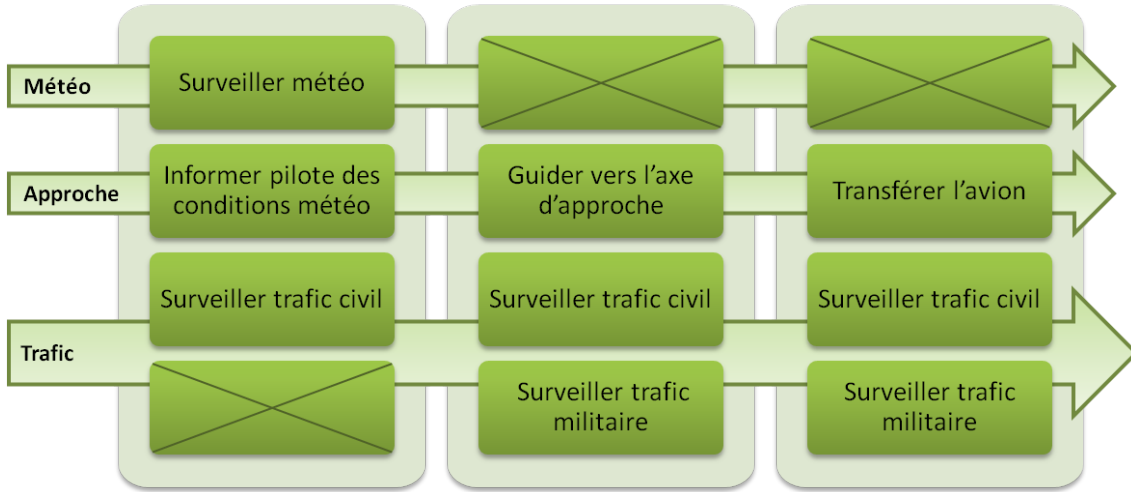 Météo
Surveiller météo
Approche
Informer pilote des
conditions météo
Guider vers l'axe
d'approche
Transférer l'avion
Trafic
Surveiller trafic civil
Surveiller trafic civil
Surveiller trafic civil
Surveiller trafic
militaire
Surveiller trafic
militaire